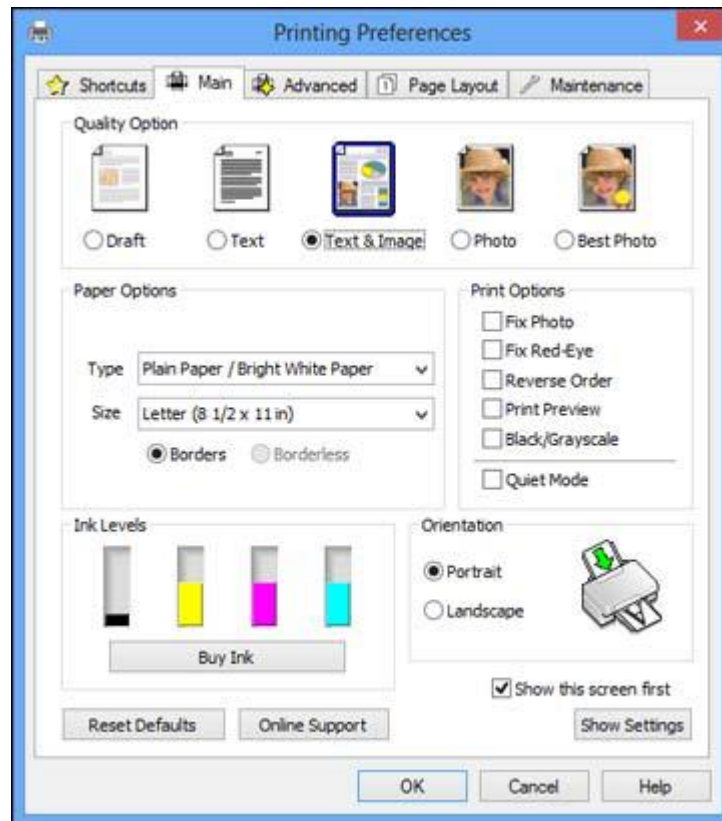 Printing Preferences
Shortcuts Main Advanced 1 Page Layout Maintenance
Quality Option
Draft Text Text & Image Photo Best Photo
Paper Options
Type Plain Paper / Bright White Paper
Size Letter (8 1/2 x 11 in)
Borders Borderless
Print Options
Fix Photo
Fix Red-Eye
Reverse Order
Print Preview
Black/Grayscale
Quiet Mode
Ink Levels
Buy Ink
Orientation
Portrait
Landscape
Show this screen first
Reset Defaults Online Support Show Settings
OK Cancel Help